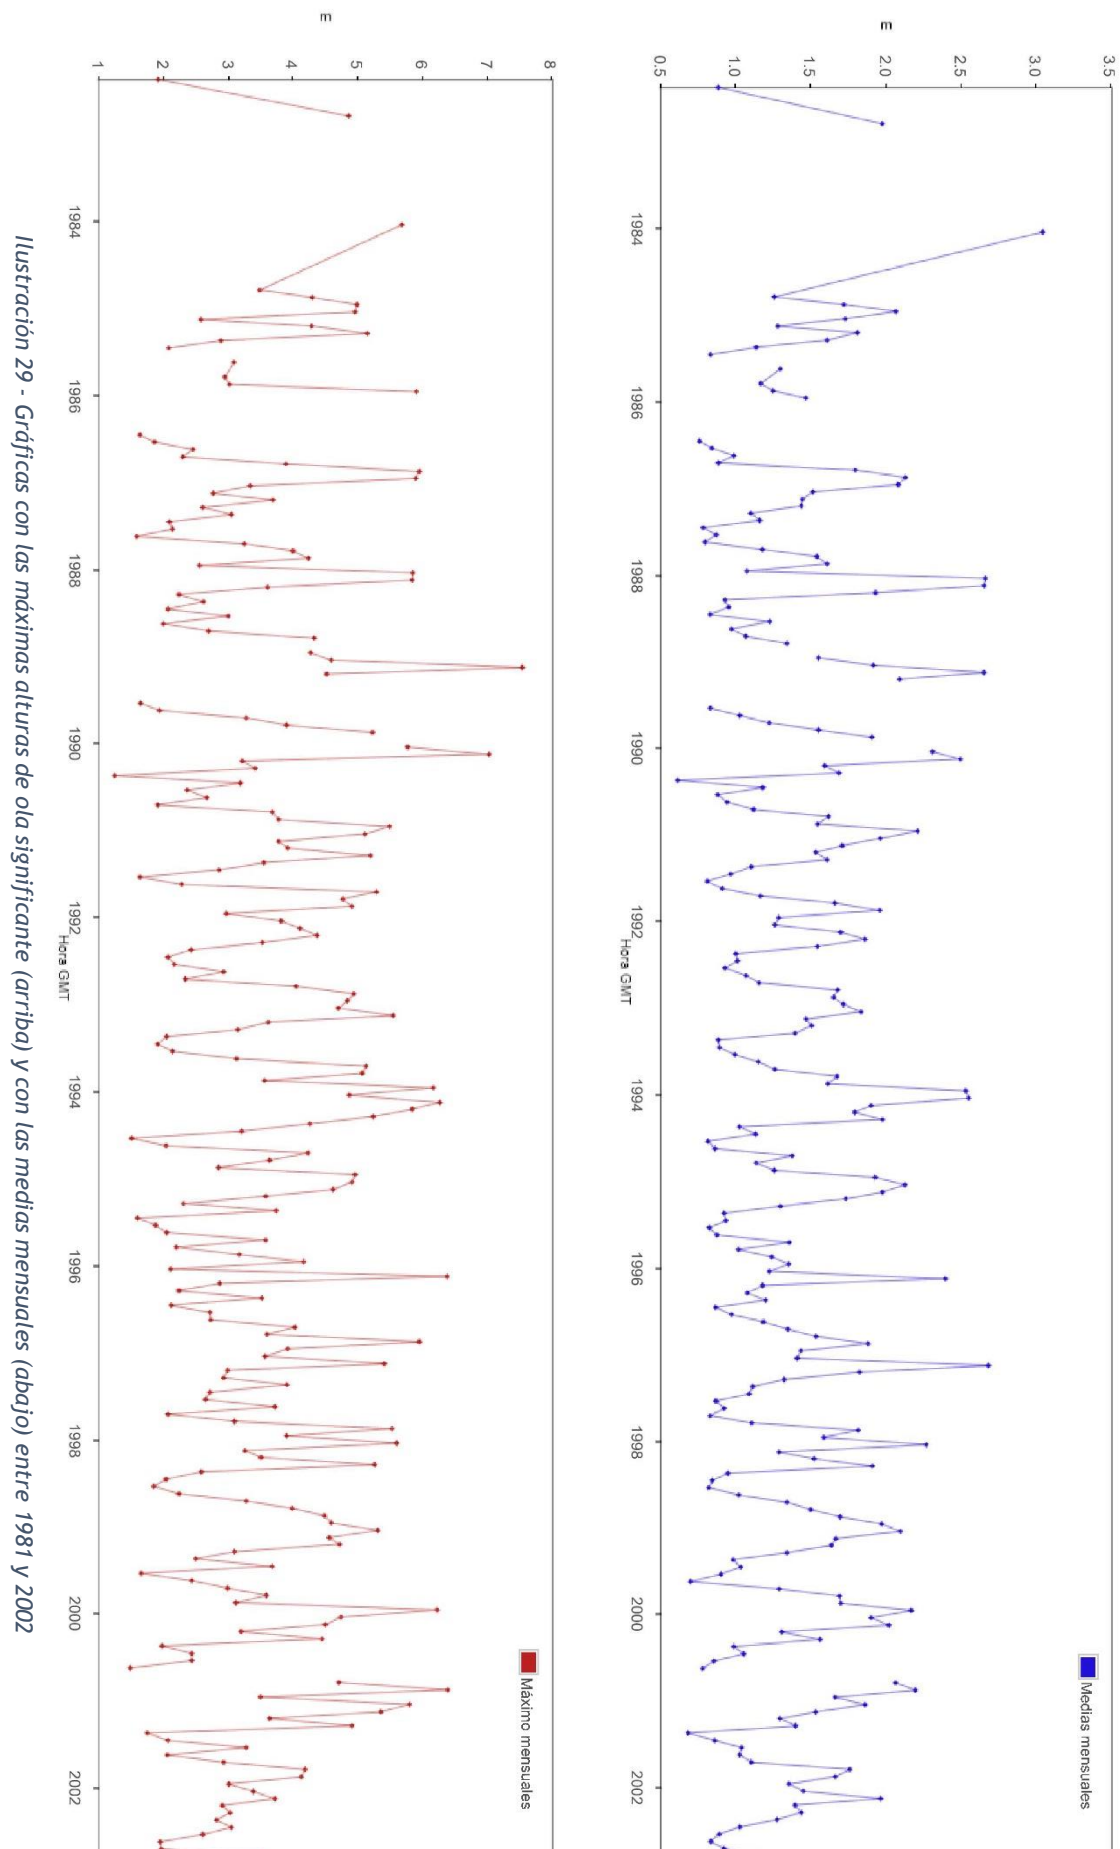 Medias mensuales
3.5
3.0
2.5
2.0
1.5
1.0
0.5
m
1984 1986 1988 1990 1992 1994 1996 1998 2000 2002
Hora GMT
Máximo mensuales
8
7
6
5
4
3
2
1
m
1984 1986 1988 1990 1992 1994 1996 1998 2000 2002
Hora GMT
Ilustración 29 - Gráficas con las máximas alturas de ola significante (arriba) y con las medias mensuales (abajo) entre 1981 y 2002